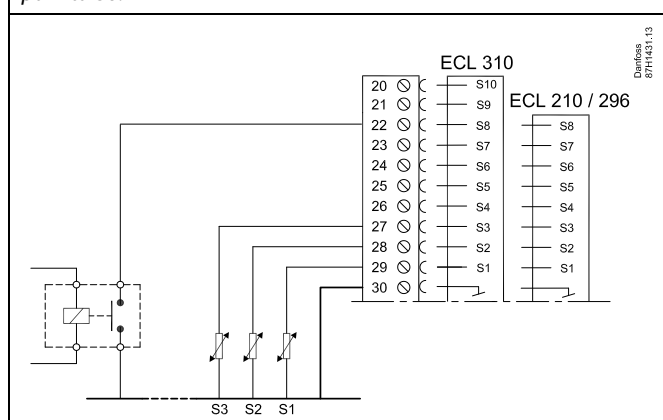 Danfoss
87H1431.13
ECL 310
ECL 210 / 296
20 S10
21 S9
22 S8 S8
23 S7 S7
24 S6 S6
25 S5 S5
26 S4 S4
27 S3 S3
28 S2 S2
29 S1 S1
30
S3 S2 S1